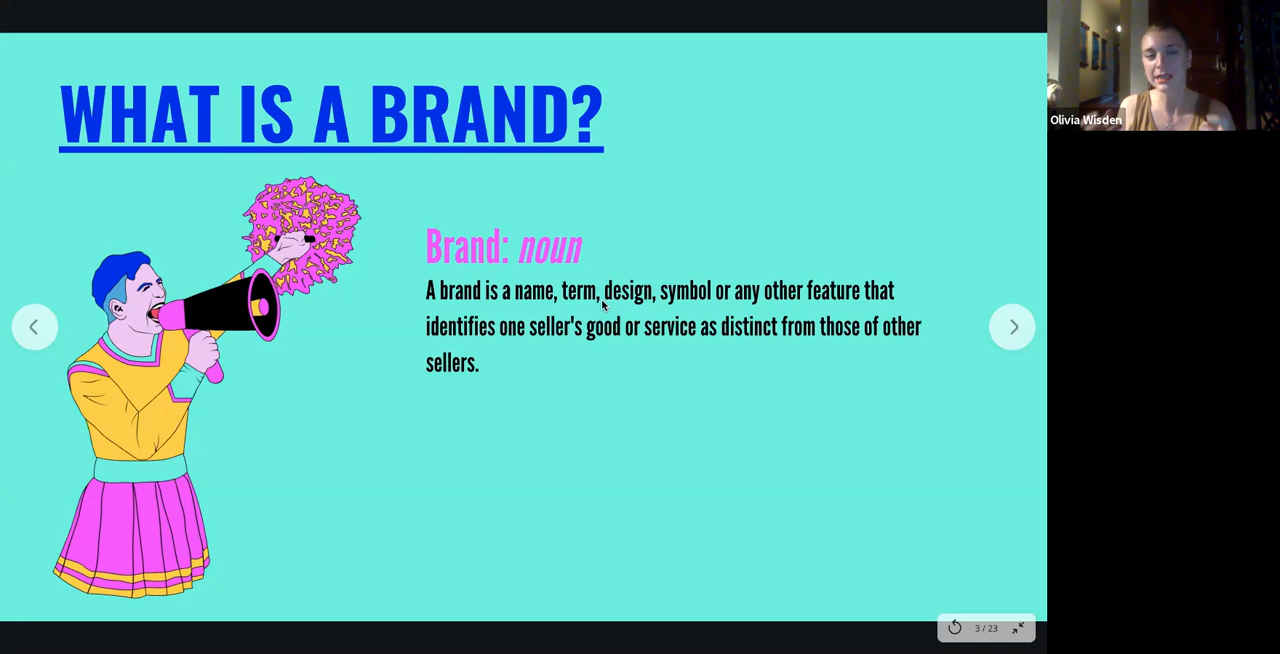 WHAT IS A BRAND?
Brand: noun
A brand is a name, term, design, symbol or any other feature that
identifies one seller's good or service as distinct from those of other
sellers.
Olivia Wisden
3 / 23